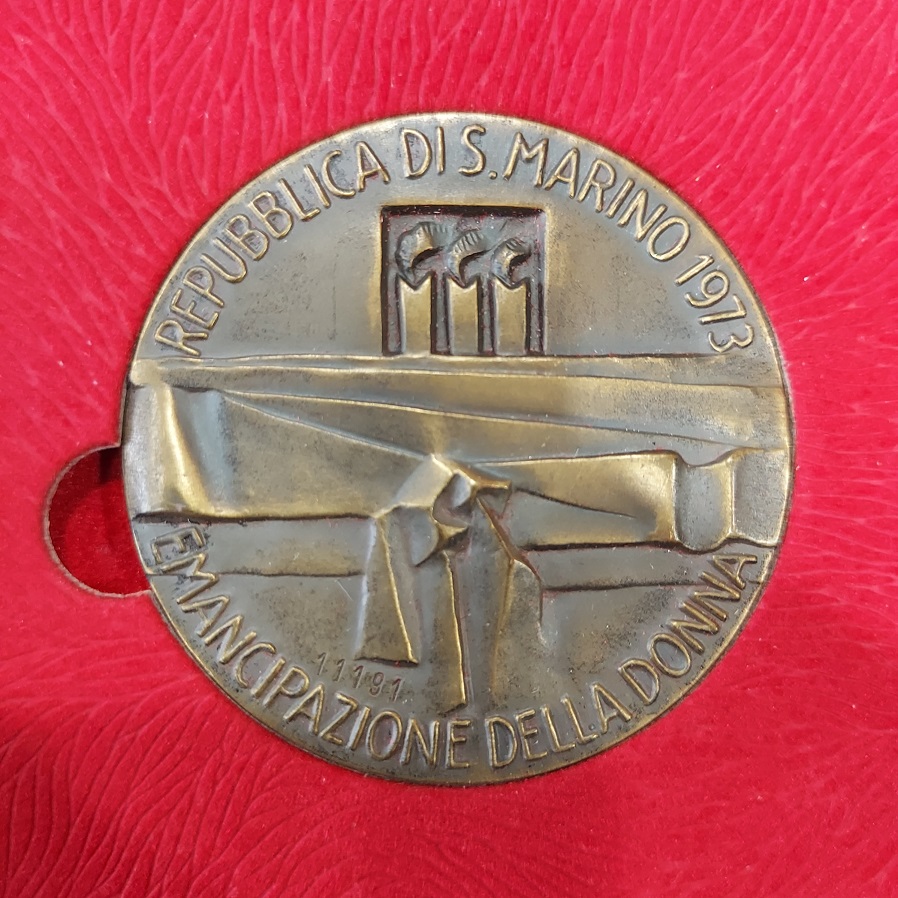 REPUBBLICA DI S. MARINO 1973
11191
EMANCIPAZIONE DELLA DONNA